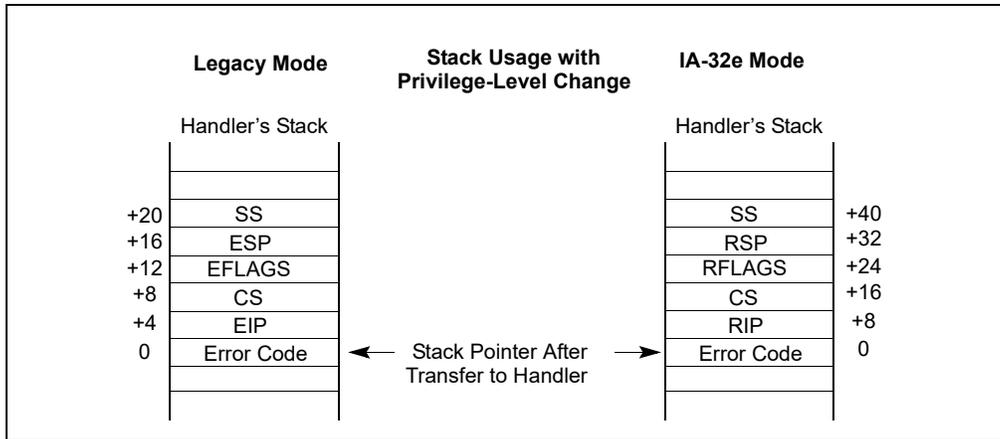 Legacy Mode
Stack Usage with
Privilege-Level Change
IA-32e Mode
Handler's Stack
Handler's Stack
+20 SS SS +40
+16 ESP RSP +32
+12 EFLAGS RFLAGS +24
+8 CS CS +16
+4 EIP RIP +8
0 Error Code Stack Pointer After Error Code 0
Transfer to Handler